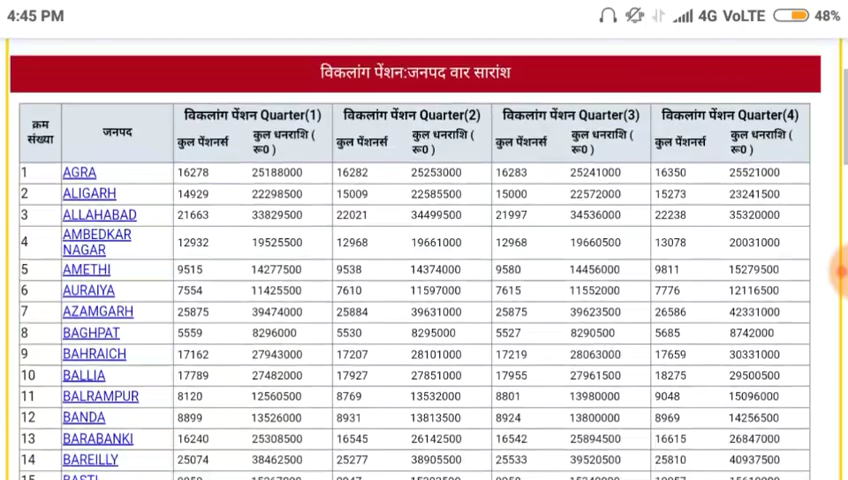 4:45 PM 4G VoLTE 48%
विकलांग पेंशन:जनपद वार सारांश
क्रम संख्या जनपद विकलांग पेंशन Quarter(1) विकलांग पेंशन Quarter(2) विकलांग पेंशन Quarter(3) विकलांग पेंशन Quarter(4)
कुल पेंशनर्स कुल धनराशि ( रू0 ) कुल पेंशनर्स कुल धनराशि ( रू0 ) कुल पेंशनर्स कुल धनराशि ( रू0 ) कुल पेंशनर्स कुल धनराशि ( रू0 )
1 AGRA 16278 25188000 16282 25253000 16283 25241000 16350 25521000
2 ALIGARH 14929 22298500 15009 22585500 15000 22572000 15273 23241500
3 ALLAHABAD 21663 33829500 22021 34499500 21997 34536000 22238 35320000
4 AMBEDKAR NAGAR 12932 19525500 12968 19661000 12968 19660500 13078 20031000
5 AMETHI 9515 14277500 9538 14374000 9580 14456000 9811 15279500
6 AURAIYA 7554 11425500 7610 11597000 7615 11552000 7776 12116500
7 AZAMGARH 25875 39474000 25884 39631000 25875 39623500 26586 42331000
8 BAGHPAT 5559 8296000 5530 8295000 5527 8290500 5685 8742000
9 BAHRAICH 17162 27943000 17207 28101000 17219 28063000 17659 30331000
10 BALLIA 17789 27482000 17927 27851000 17955 27961500 18275 29500500
11 BALRAMPUR 8120 12560500 8769 13532000 8801 13980000 9048 15096000
12 BANDA 8899 13526000 8931 13813500 8924 13800000 8969 14256500
13 BARABANKI 16240 25308500 16545 26142500 16542 25894500 16615 26847000
14 BAREILLY 25074 38462500 25277 38905500 25533 39520500 25810 40937500
15 BASTI